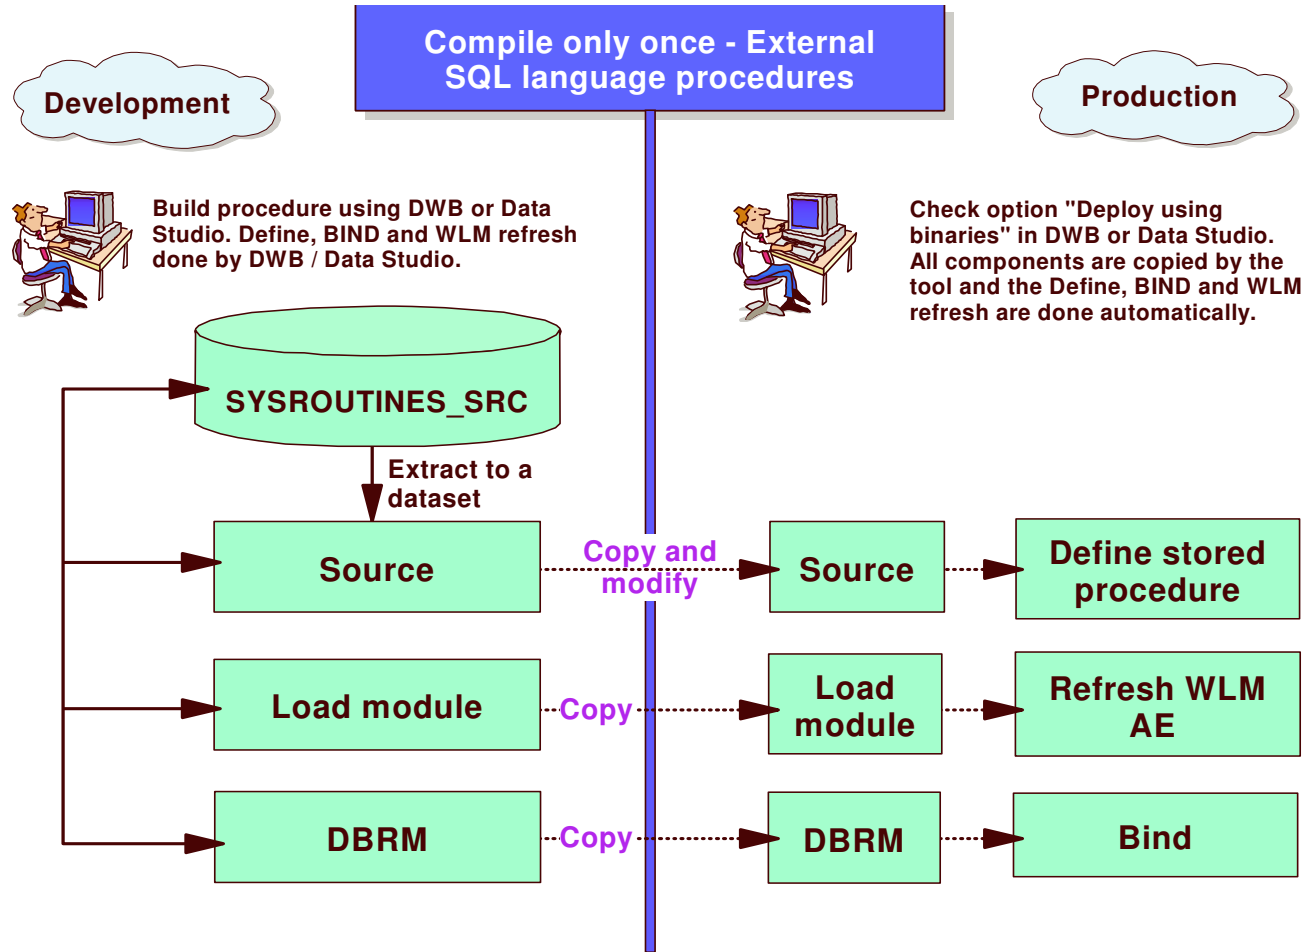 Compile only once - External
SQL language procedures
Development
Production
Build procedure using DWB or Data
Studio. Define, BIND and WLM refresh
done by DWB / Data Studio.
Check option "Deploy using
binaries" in DWB or Data Studio.
All components are copied by the
tool and the Define, BIND and WLM
refresh are done automatically.
SYSROUTINES_SRC
Extract to a
dataset
Source
Copy and
modify
Source
Define stored
procedure
Load module
Copy
Load
module
Refresh WLM
AE
DBRM
Copy
DBRM
Bind